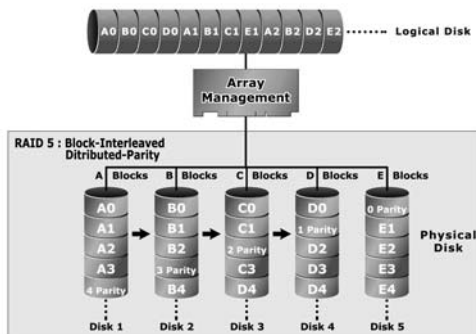 A0 B0 C0 D0 A1 B1 C1 E1 A2 B2 D2 E2
Logical Disk
Array
Management
RAID 5 : Block-Interleaved
Ditributed-Parity
A Blocks B Blocks C Blocks D Blocks E Blocks
A0 B0 C0 D0 0 Parity
A1 B1 C1 1 Parity E1
A2 B2 2 Parity D2 E2
A3 3 Parity C3 D3 E3
4 Parity B4 C4 D4 E4
Physical
Disk
Disk 1 Disk 2 Disk 3 Disk 4 Disk 5